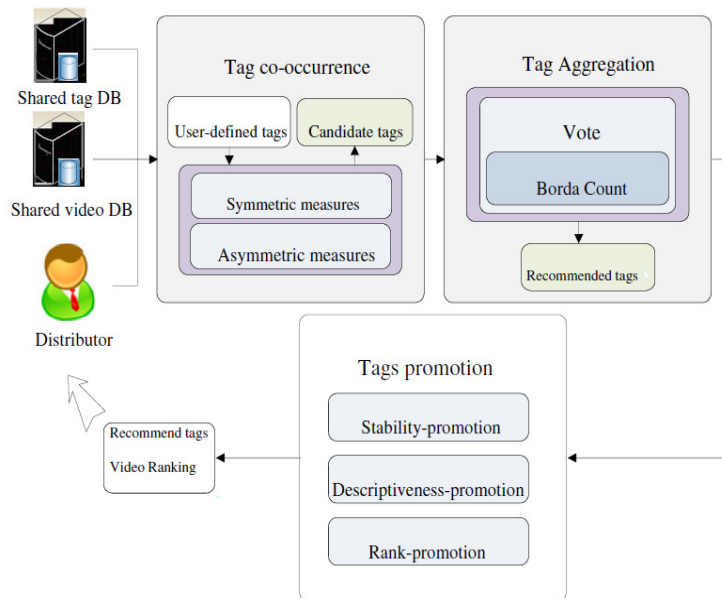 Shared tag DB
Shared video DB
Distributor
Tag co-occurrence
User-defined tags
Candidate tags
Symmetric measures
Asymmetric measures
Tag Aggregation
Vote
Borda Count
Recommended tags
Tags promotion
Stability-promotion
Descriptiveness-promotion
Rank-promotion
Recommend tags
Video Ranking